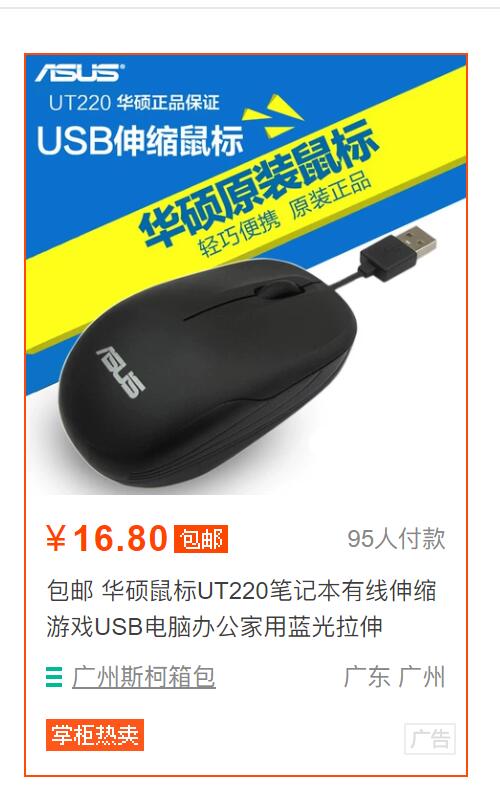 ASUS®
UT220 华硕正品保证
USB伸缩鼠标
华硕原装鼠标
轻巧便携 原装正品
ASUS
¥16.80 包邮 95人付款
包邮 华硕鼠标UT220笔记本有线伸缩
游戏USB电脑办公家用蓝光拉伸
广州斯柯箱包 广东 广州
掌柜热卖 广告